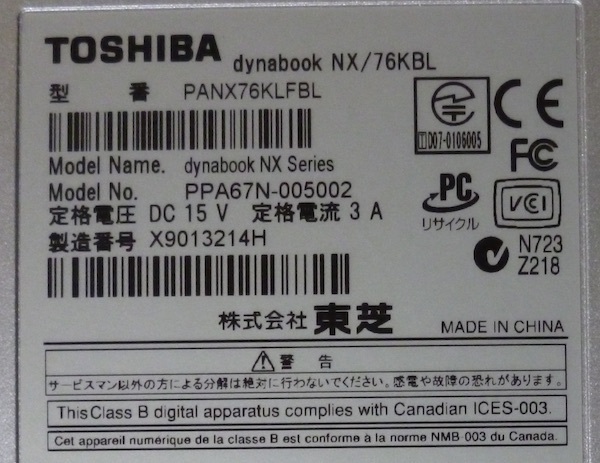 TOSHIBA dynabook NX/76KBL
型 番 PANX76KLFBL
T D07-0106005
CE
FC
Model Name. dynabook NX Series
Model No. PPA67N-005002
PC
リサイクル
VCI
定格電圧 DC 15 V 定格電流 3 A
製造番号 X9013214H
N723
Z218
株式会社 東芝
MADE IN CHINA
警 告
サービスマン以外の方による分解は絶対に行わないでください。感電や故障の恐れがあります。
This Class B digital apparatus complies with Canadian ICES-003.
Cet appareil numérique de la classe B est conforme à la norme NMB-003 du Canada.